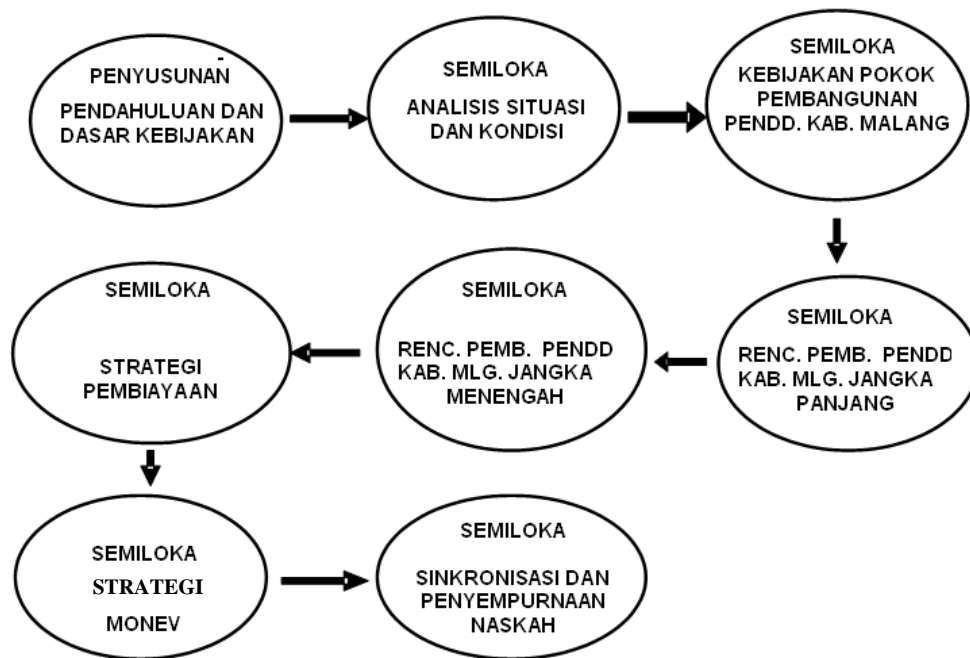 PENYUSUNAN
PENDAHULUAN DAN
DASAR KEBIJAKAN
SEMILOKA
ANALISIS SITUASI
DAN KONDISI
SEMILOKA
KEBIJAKAN POKOK
PEMBANGUNAN
PENDD. KAB. MALANG
SEMILOKA
RENC. PEMB. PENDD
KAB. MLG. JANGKA
PANJANG
SEMILOKA
RENC. PEMB. PENDD
KAB. MLG. JANGKA
MENENGAH
SEMILOKA
STRATEGI
PEMBIAYAAN
SEMILOKA
STRATEGI
MONEV
SEMILOKA
SINKRONISASI DAN
PENYEMPURNAAN
NASKAH